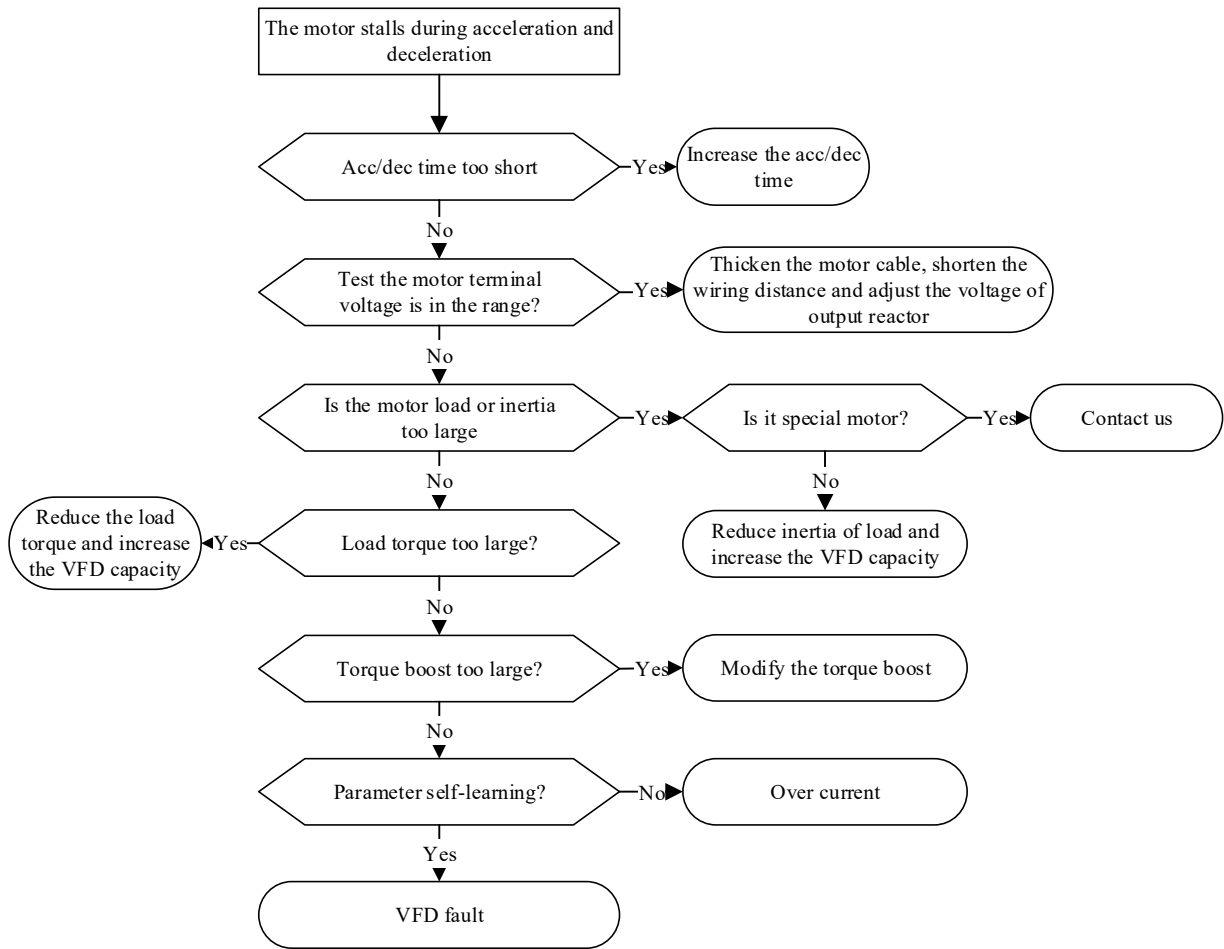 The motor stalls during acceleration and
deceleration
Acc/dec time too short
Yes
Increase the acc/dec
time
No
Test the motor terminal
voltage is in the range?
Yes
Thicken the motor cable, shorten the
wiring distance and adjust the voltage of
output reactor
No
Is the motor load or inertia
too large
Yes
Is it special motor?
Yes
Contact us
No
No
Reduce the load
torque and increase
the VFD capacity
Yes
Load torque too large?
Reduce inertia of load and
increase the VFD capacity
No
Torque boost too large?
Yes
Modify the torque boost
No
Parameter self-learning?
No
Over current
Yes
VFD fault